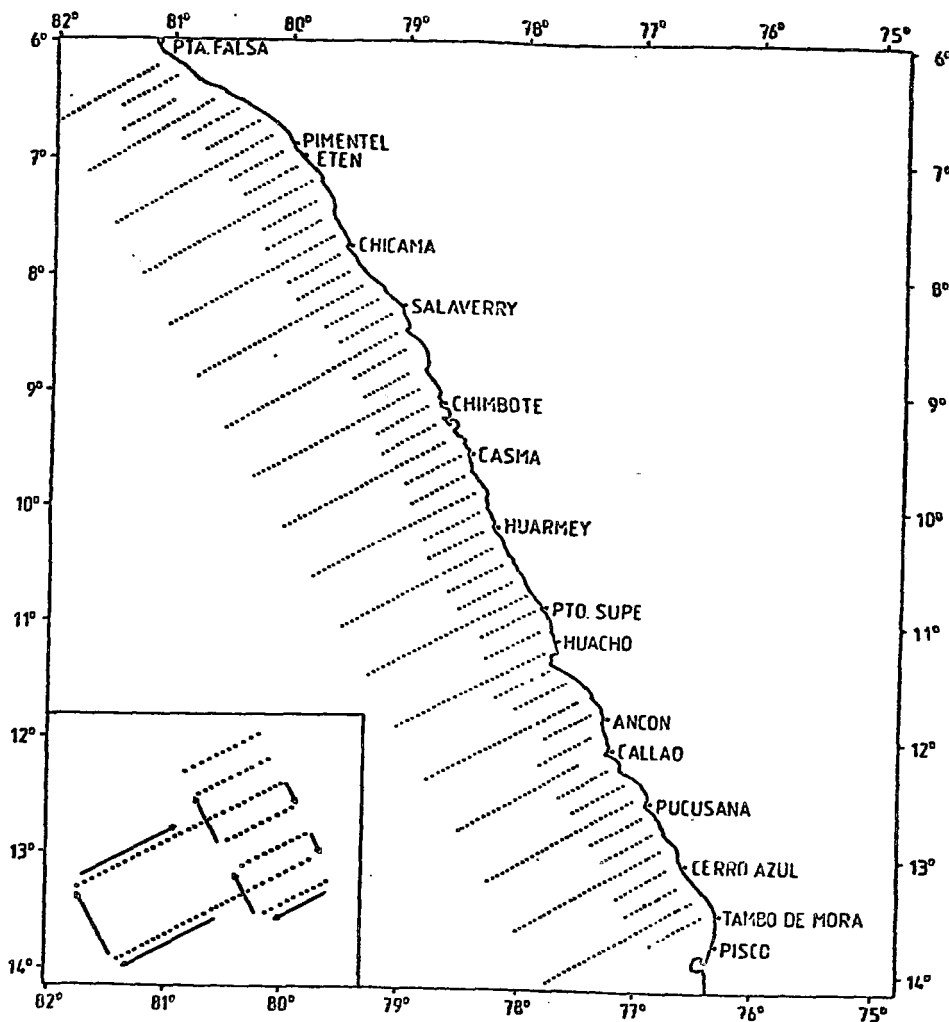 82° 81° 80° 79° 78° 77° 76° 75°
6° PTA. FALSA 6°
PIMENTEL
7° ETEN 7°
CHICAMA
8° 8°
SALAVERRY
9° CHIMBOTE 9°
CASMA
10° HUARMEY 10°
11° PTO. SUPE 11°
HUACHO
12° ANCON 12°
CALLAO
PUCUSANA
13° CERRO AZUL 13°
TAMBO DE MORA
PISCO
14° 14°
82° 81° 80° 79° 78° 77° 76° 75°